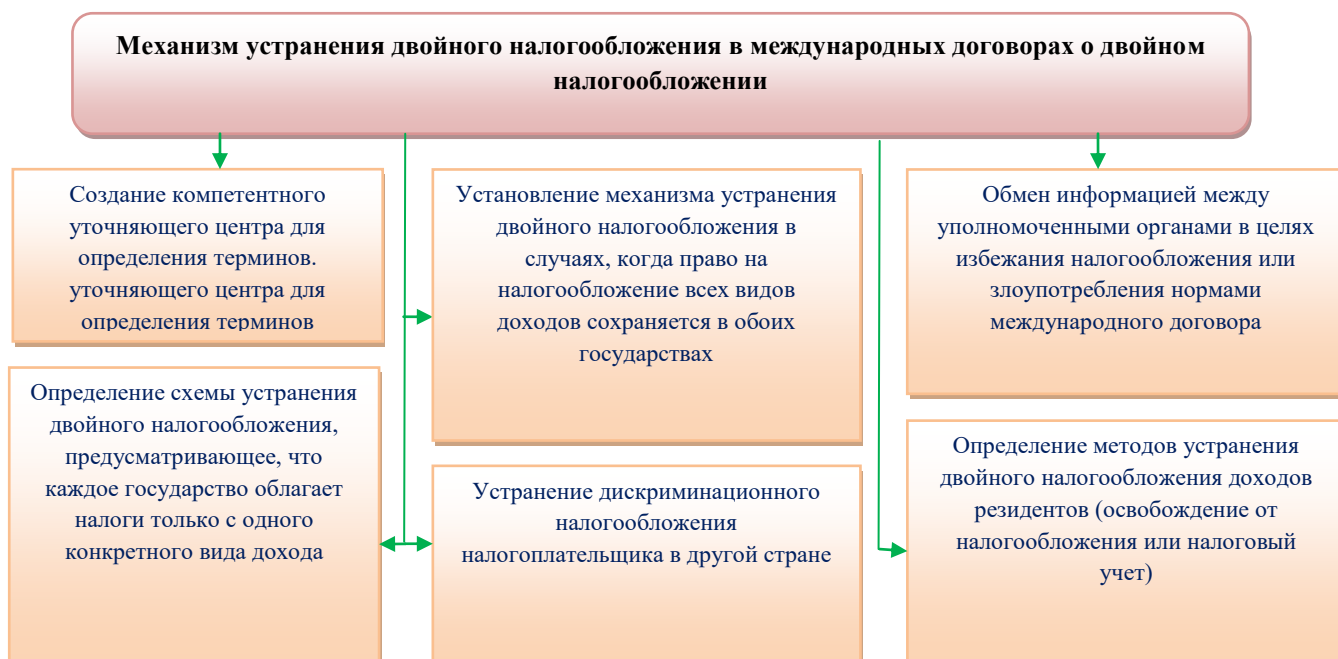 Механизм устранения двойного налогообложения в международных договорах о двойном
налогообложении
Создание компетентного
уточняющего центра для
определения терминов.
уточняющего центра для
определения терминов
Установление механизма устранения
двойного налогообложения в
случаях, когда право на
налогообложение всех видов
доходов сохраняется в обоих
государствах
Обмен информацией между
уполномоченными органами в целях
избежания налогообложения или
злоупотребления нормами
международного договора
Определение схемы устранения
двойного налогообложения,
предусматривающее, что
каждое государство облагает
налоги только с одного
конкретного вида дохода
Устранение дискриминационного
налогообложения
налогоплательщика в другой стране
Определение методов устранения
двойного налогообложения доходов
резидентов (освобождение от
налогообложения или налоговый
учет)